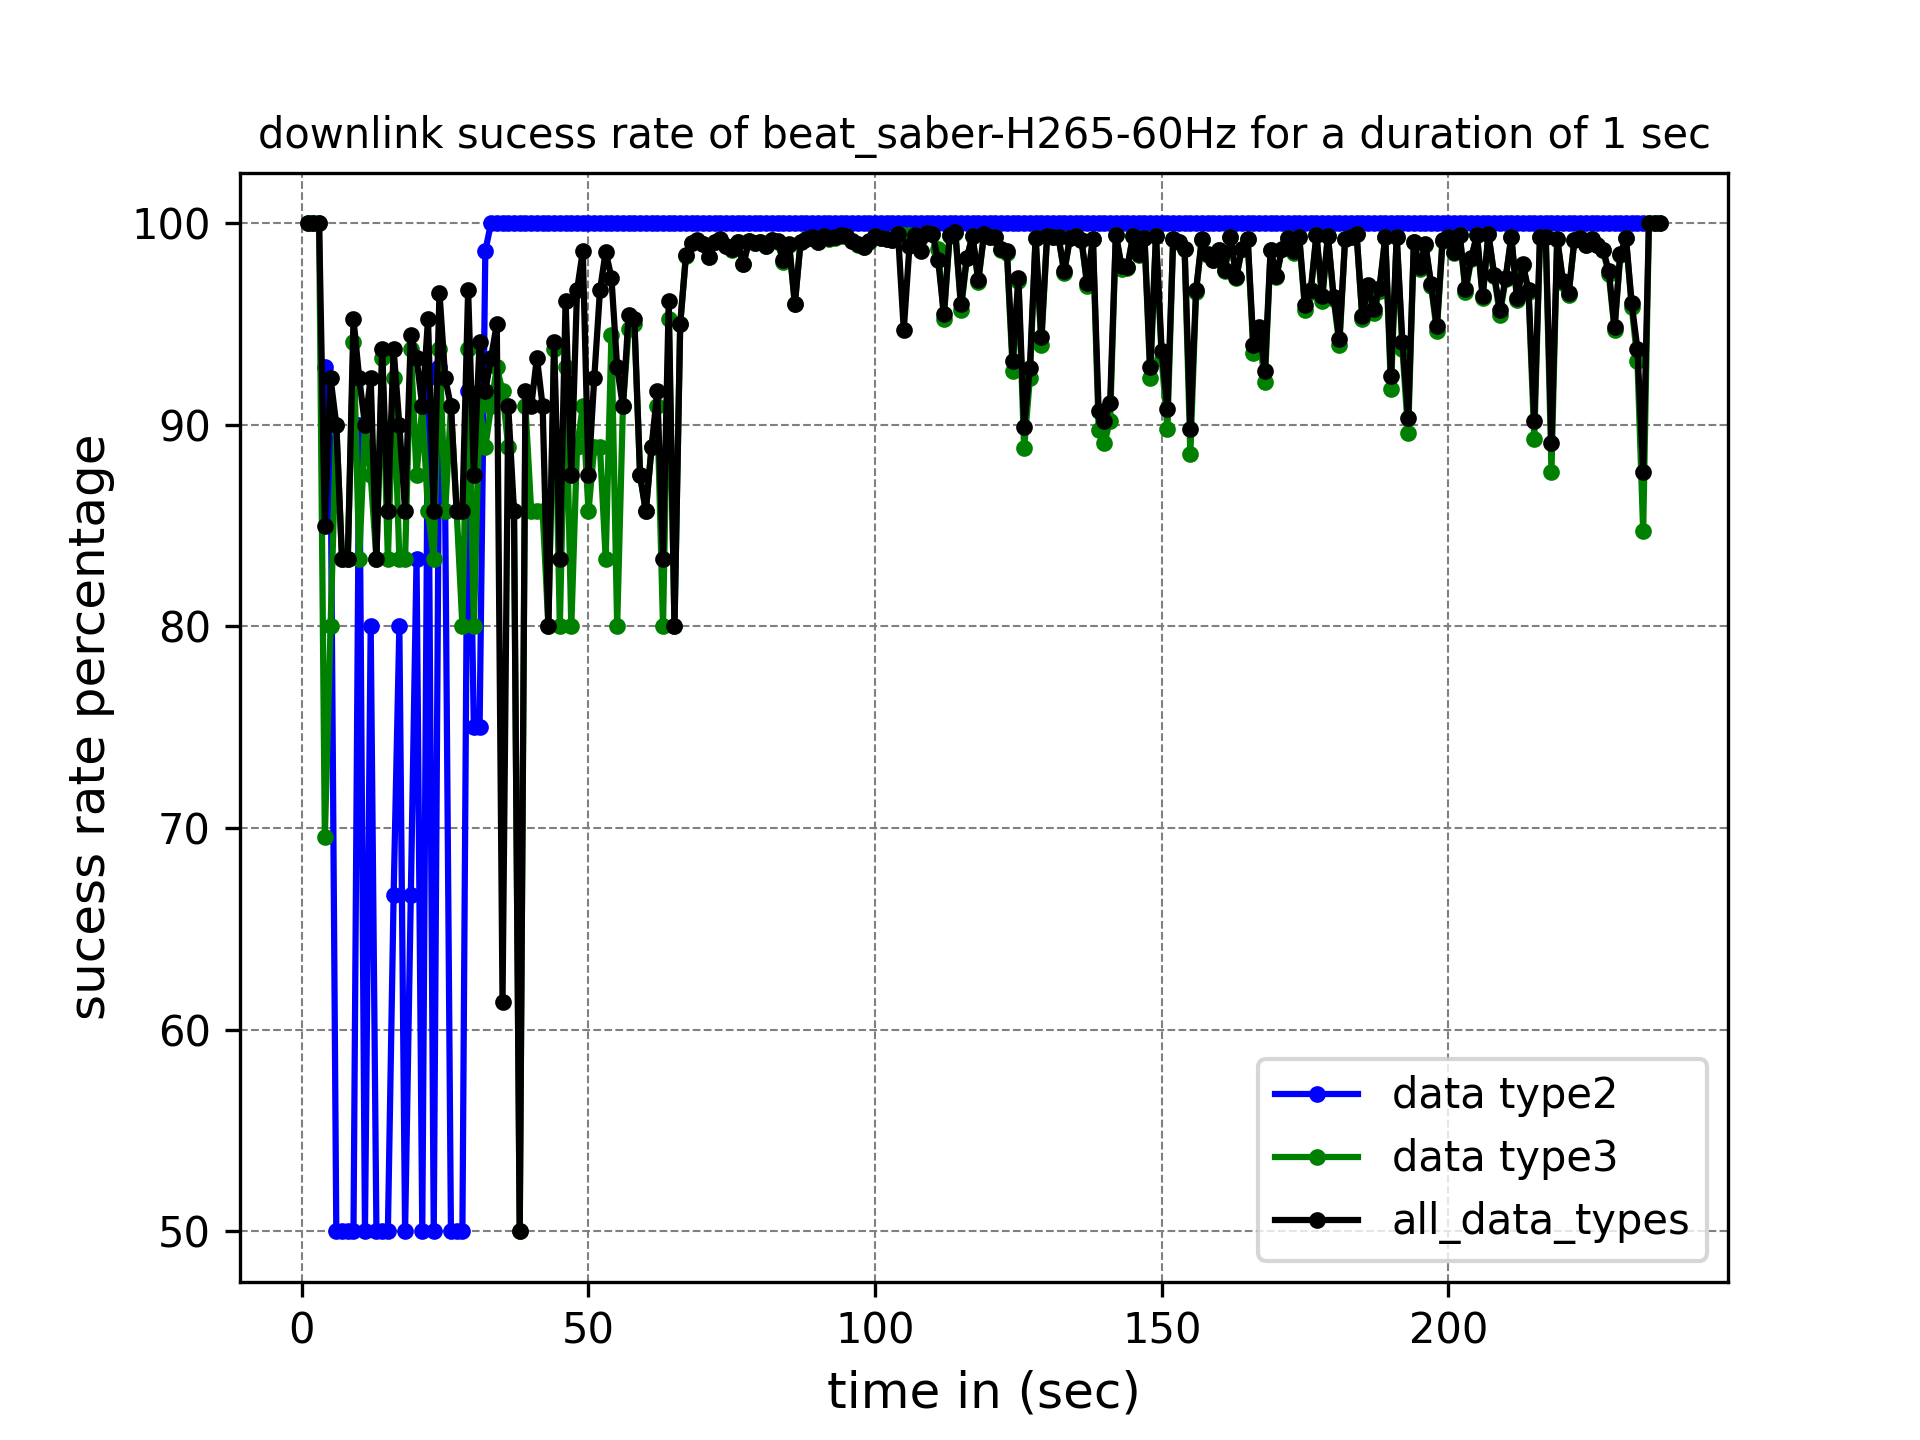 downlink sucess rate of beat_saber-H265-60Hz for a duration of 1 sec
sucess rate percentage
100
90
80
70
60
50
0 50 100 150 200
time in (sec)
data type2
data type3
all_data_types